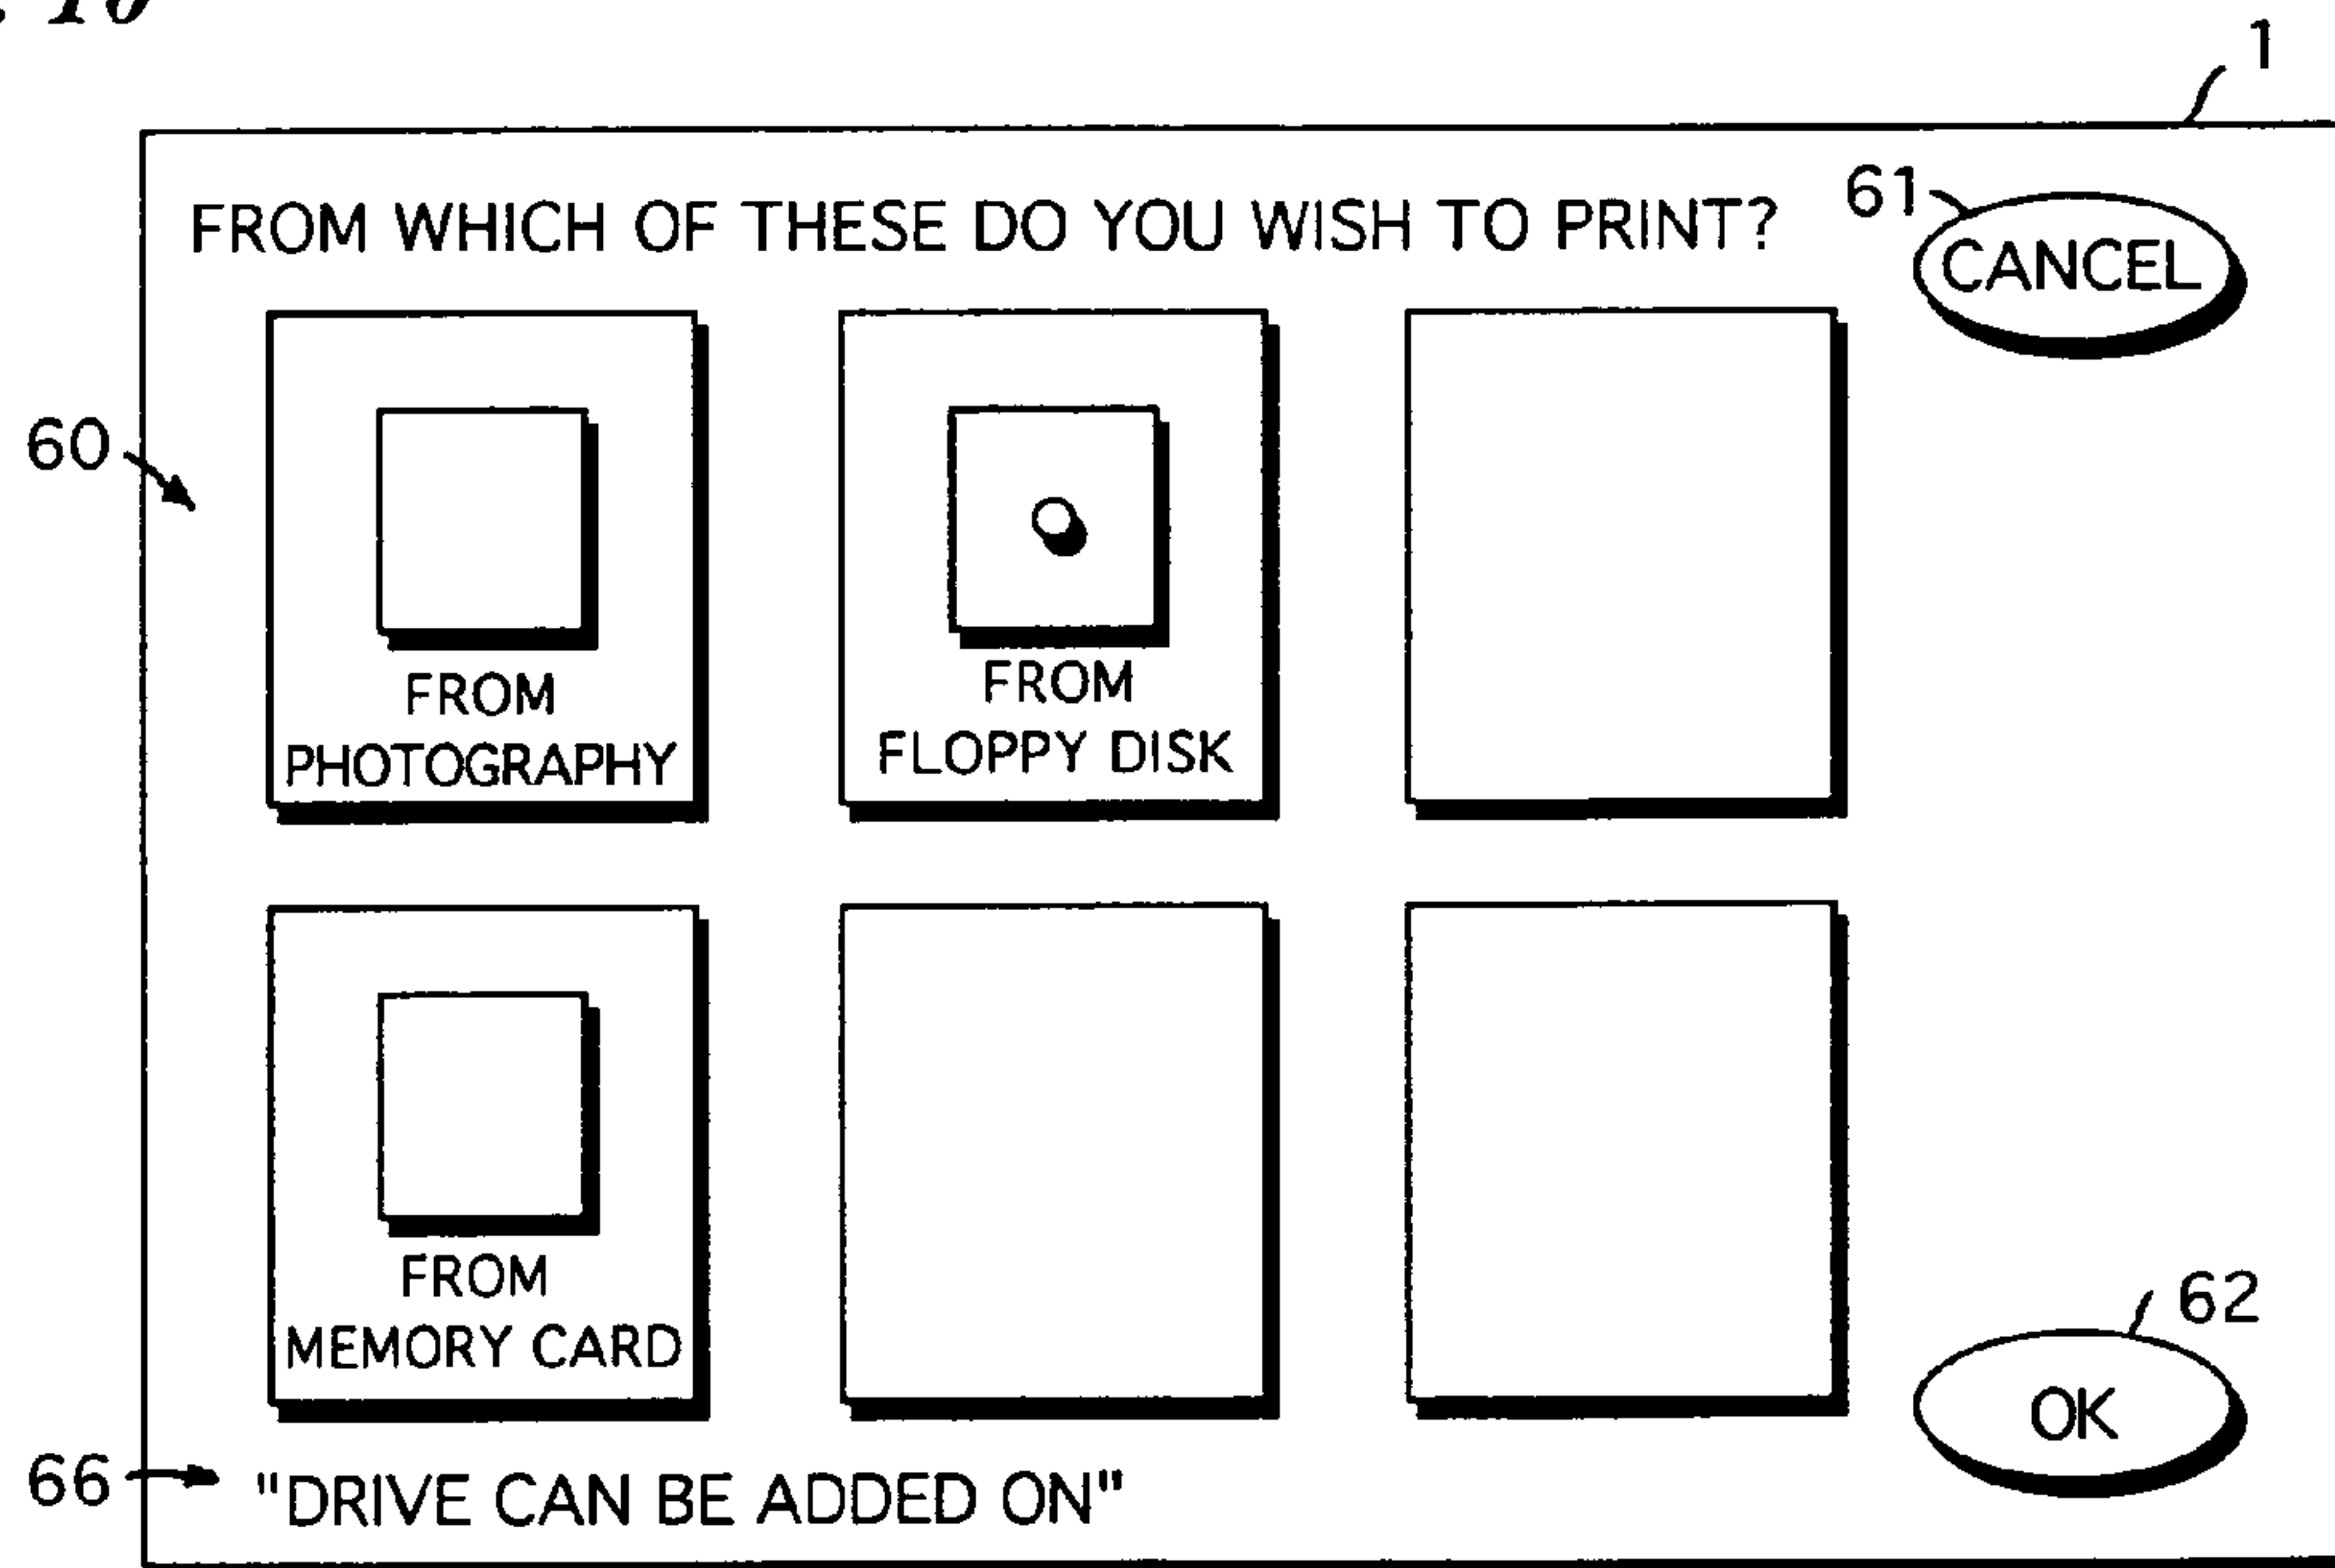 10
1
FROM WHICH OF THESE DO YOU WISH TO PRINT?
61
CANCEL
60
FROM
PHOTOGRAPHY
FROM
FLOPPY DISK
FROM
MEMORY CARD
62
OK
66
"DRIVE CAN BE ADDED ON"